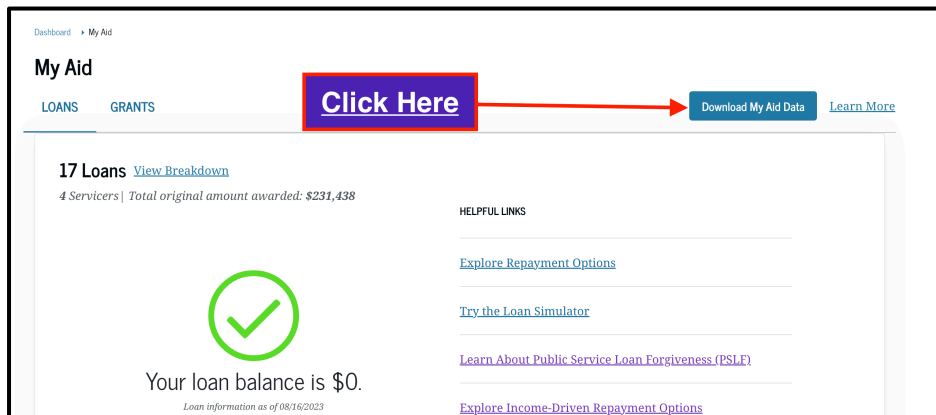 Dashboard My Aid
My Aid
LOANS GRANTS
Click Here
Download My Aid Data Learn More
17 Loans View Breakdown
4 Servicers| Total original amount awarded: $231,438
HELPFUL LINKS
Explore Repayment Options
Try the Loan Simulator
Learn About Public Service Loan Forgiveness (PSLF)
Explore Income-Driven Repayment Options
Your loan balance is $0.
Loan information as of 08/16/2023